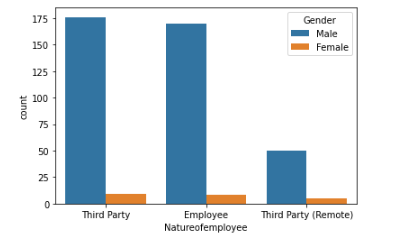 Gender
Male
Female
175
150
125
100
75
50
25
0
count
Third Party Employee Third Party (Remote)
Natureofemployee